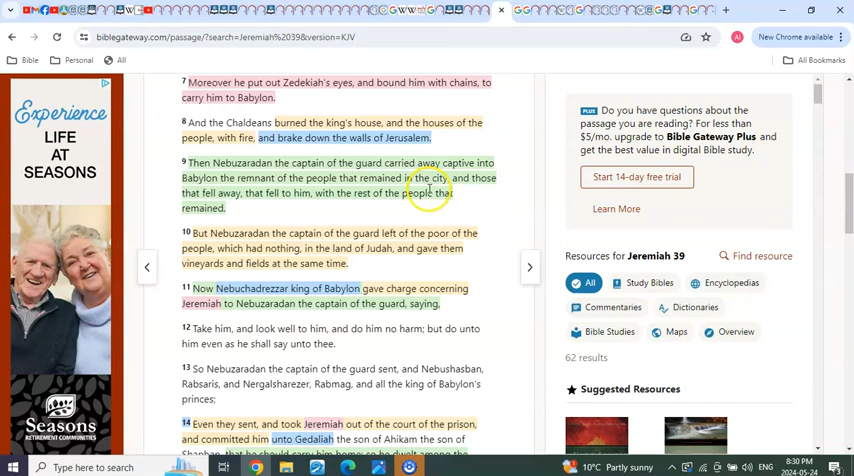 biblegateway.com/passage/?search=Jeremiah%2039&version=KJV
AI
New Chrome available
Bible
Personal
All
All Bookmarks
7 Moreover he put out Zedekiah's eyes, and bound him with chains, to
carry him to Babylon.
8 And the Chaldeans burned the king's house, and the houses of the
people, with fire, and brake down the walls of Jerusalem.
9 Then Nebuzaradan the captain of the guard carried away captive into
Babylon the remnant of the people that remained in the city, and those
that fell away, that fell to him, with the rest of the people that
remained.
10 But Nebuzaradan the captain of the guard left of the poor of the
people, which had nothing, in the land of Judah, and gave them
vineyards and fields at the same time.
11 Now Nebuchadrezzar king of Babylon gave charge concerning
Jeremiah to Nebuzaradan the captain of the guard, saying,
12 Take him, and look well to him, and do him no harm; but do unto
him even as he shall say unto thee.
13 So Nebuzaradan the captain of the guard sent, and Nebushasban,
Rabsaris, and Nergalsharezer, Rabmag, and all the king of Babylon's
princes;
14 Even they sent, and took Jeremiah out of the court of the prison,
and committed him unto Gedaliah the son of Ahikam the son of
Shaphan, that he should carry him home: so he dwelt among the
Experience
LIFE
AT
SEASONS
Seasons
RETIREMENT COMMUNITIES
PLUS Do you have questions about the
passage you are reading? For less than
$5/mo. upgrade to Bible Gateway Plus and
get the best value in digital Bible study.
Start 14-day free trial
Learn More
Resources for Jeremiah 39
Find resource
All
Study Bibles
Encyclopedias
Commentaries
Dictionaries
Bible Studies
Maps
Overview
62 results
Suggested Resources
Type here to search
10°C Partly sunny
8:30 PM
2024-05-24